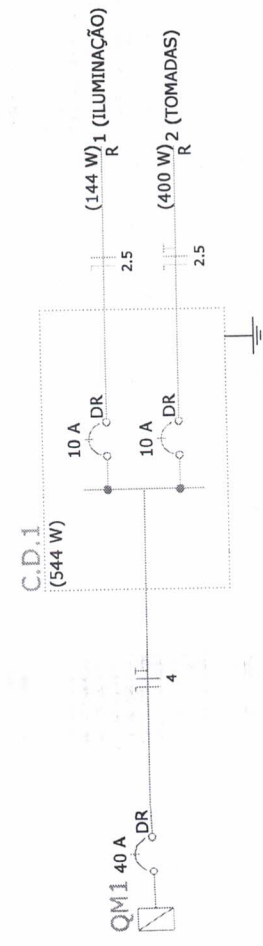 C.D.1
(544 W)
QM1
40 A
DR
4
10 A
DR
(144 W)
1 (ILUMINAÇÃO)
R
2.5
10 A
DR
(400 W)
2 (TOMADAS)
R
2.5